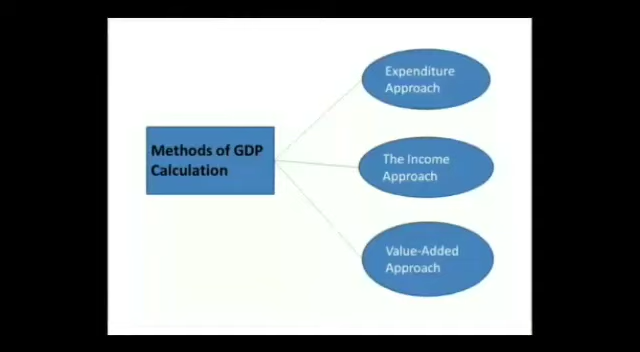 Expenditure
Approach
Methods of GDP
Calculation
The Income
Approach
Value-Added
Approach